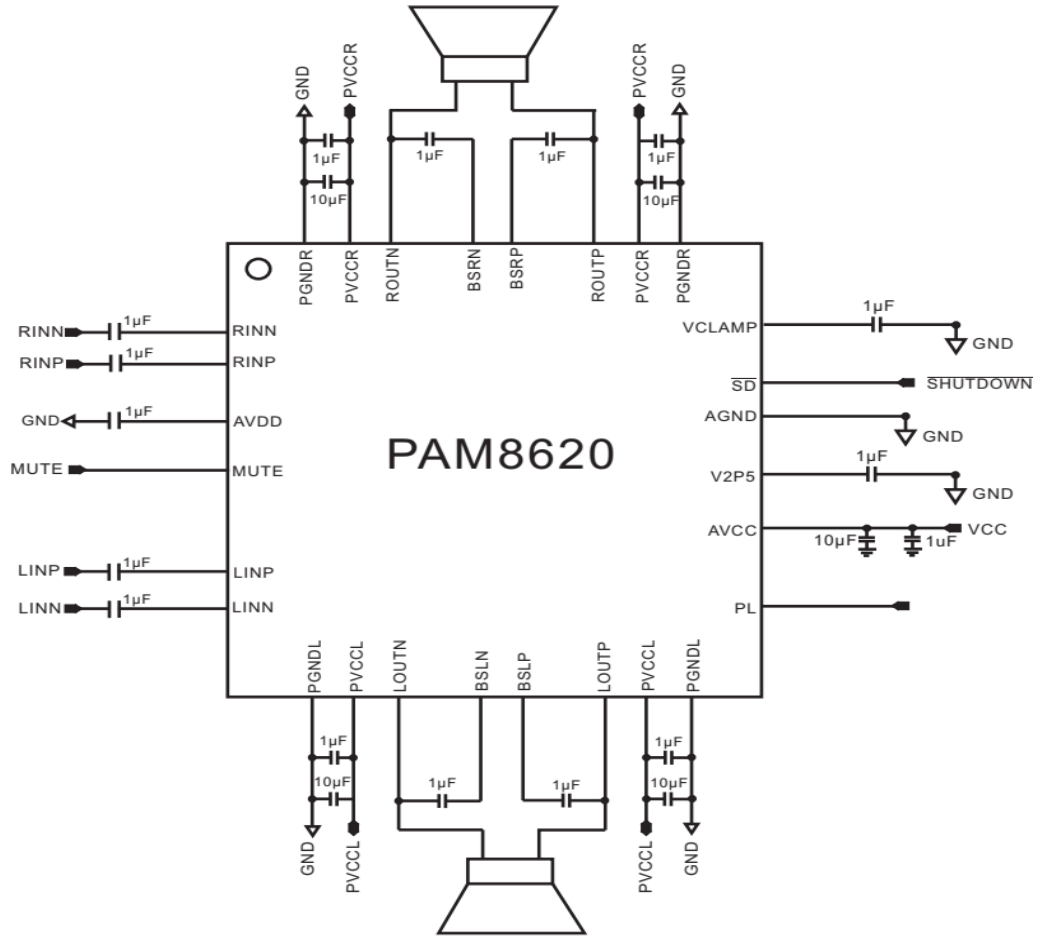 GND PVCCR PVCCR GND
1µF 1µF 1µF 1µF
10µF 10µF
PGNDR PVCCR ROUTN BSRN BSRP ROUTP PVCCR PGNDR
RINN 1µF RINN
RINP 1µF RINP
GND 1µF AVDD
MUTE MUTE
LINP 1µF LINP
LINN 1µF LINN
PAM8620
VCLAMP 1µF GND
SD SHUTDOWN
AGND GND
V2P5 1µF GND
AVCC 10µF 1uF VCC
PL
PGNDL PVCCL LOUTN BSLN BSLP LOUTP PVCCL PGNDL
1µF 1µF
10µF 1µF 1µF 10µF
GND PVCCL PVCCL GND